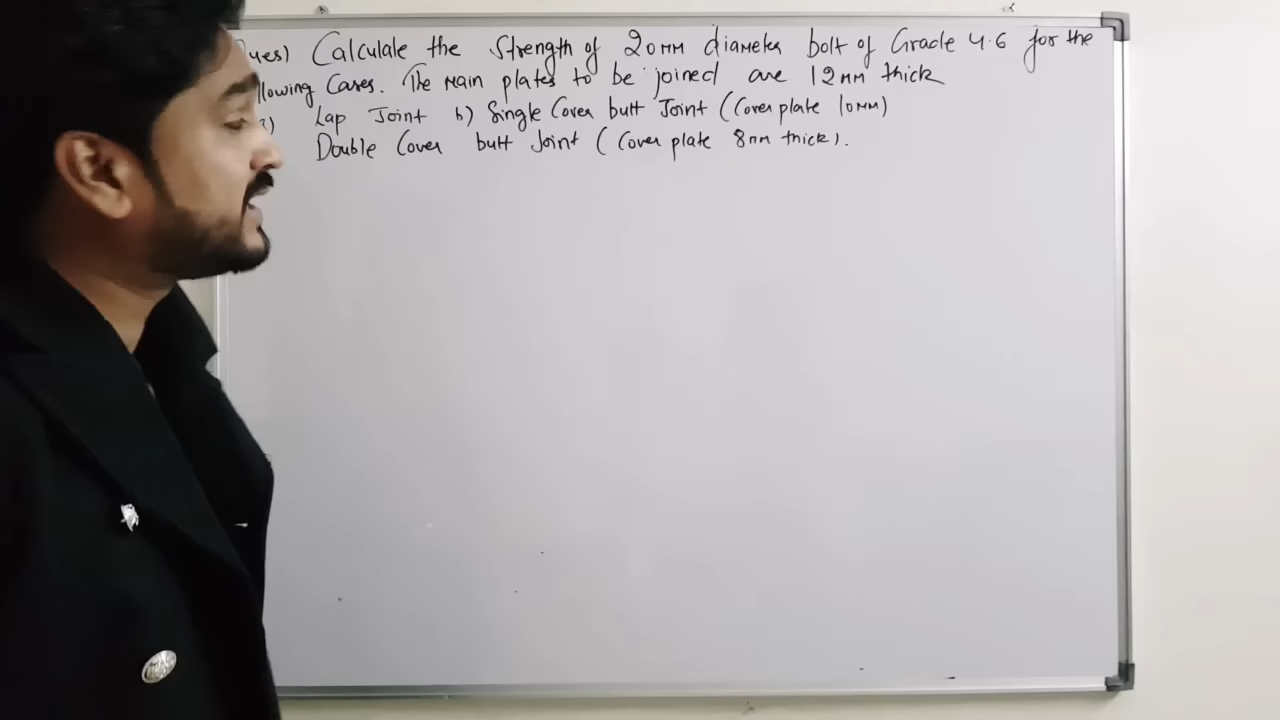 ues) Calculate the Strength of 20mm diameter bolt of Grade 4.6 for the
llowing Cases. The main plates to be joined are 12mm thick
a) Lap Joint b) Single Cover butt Joint (Cover plate 10mm)
Double Cover butt Joint (Cover plate 8mm thick).